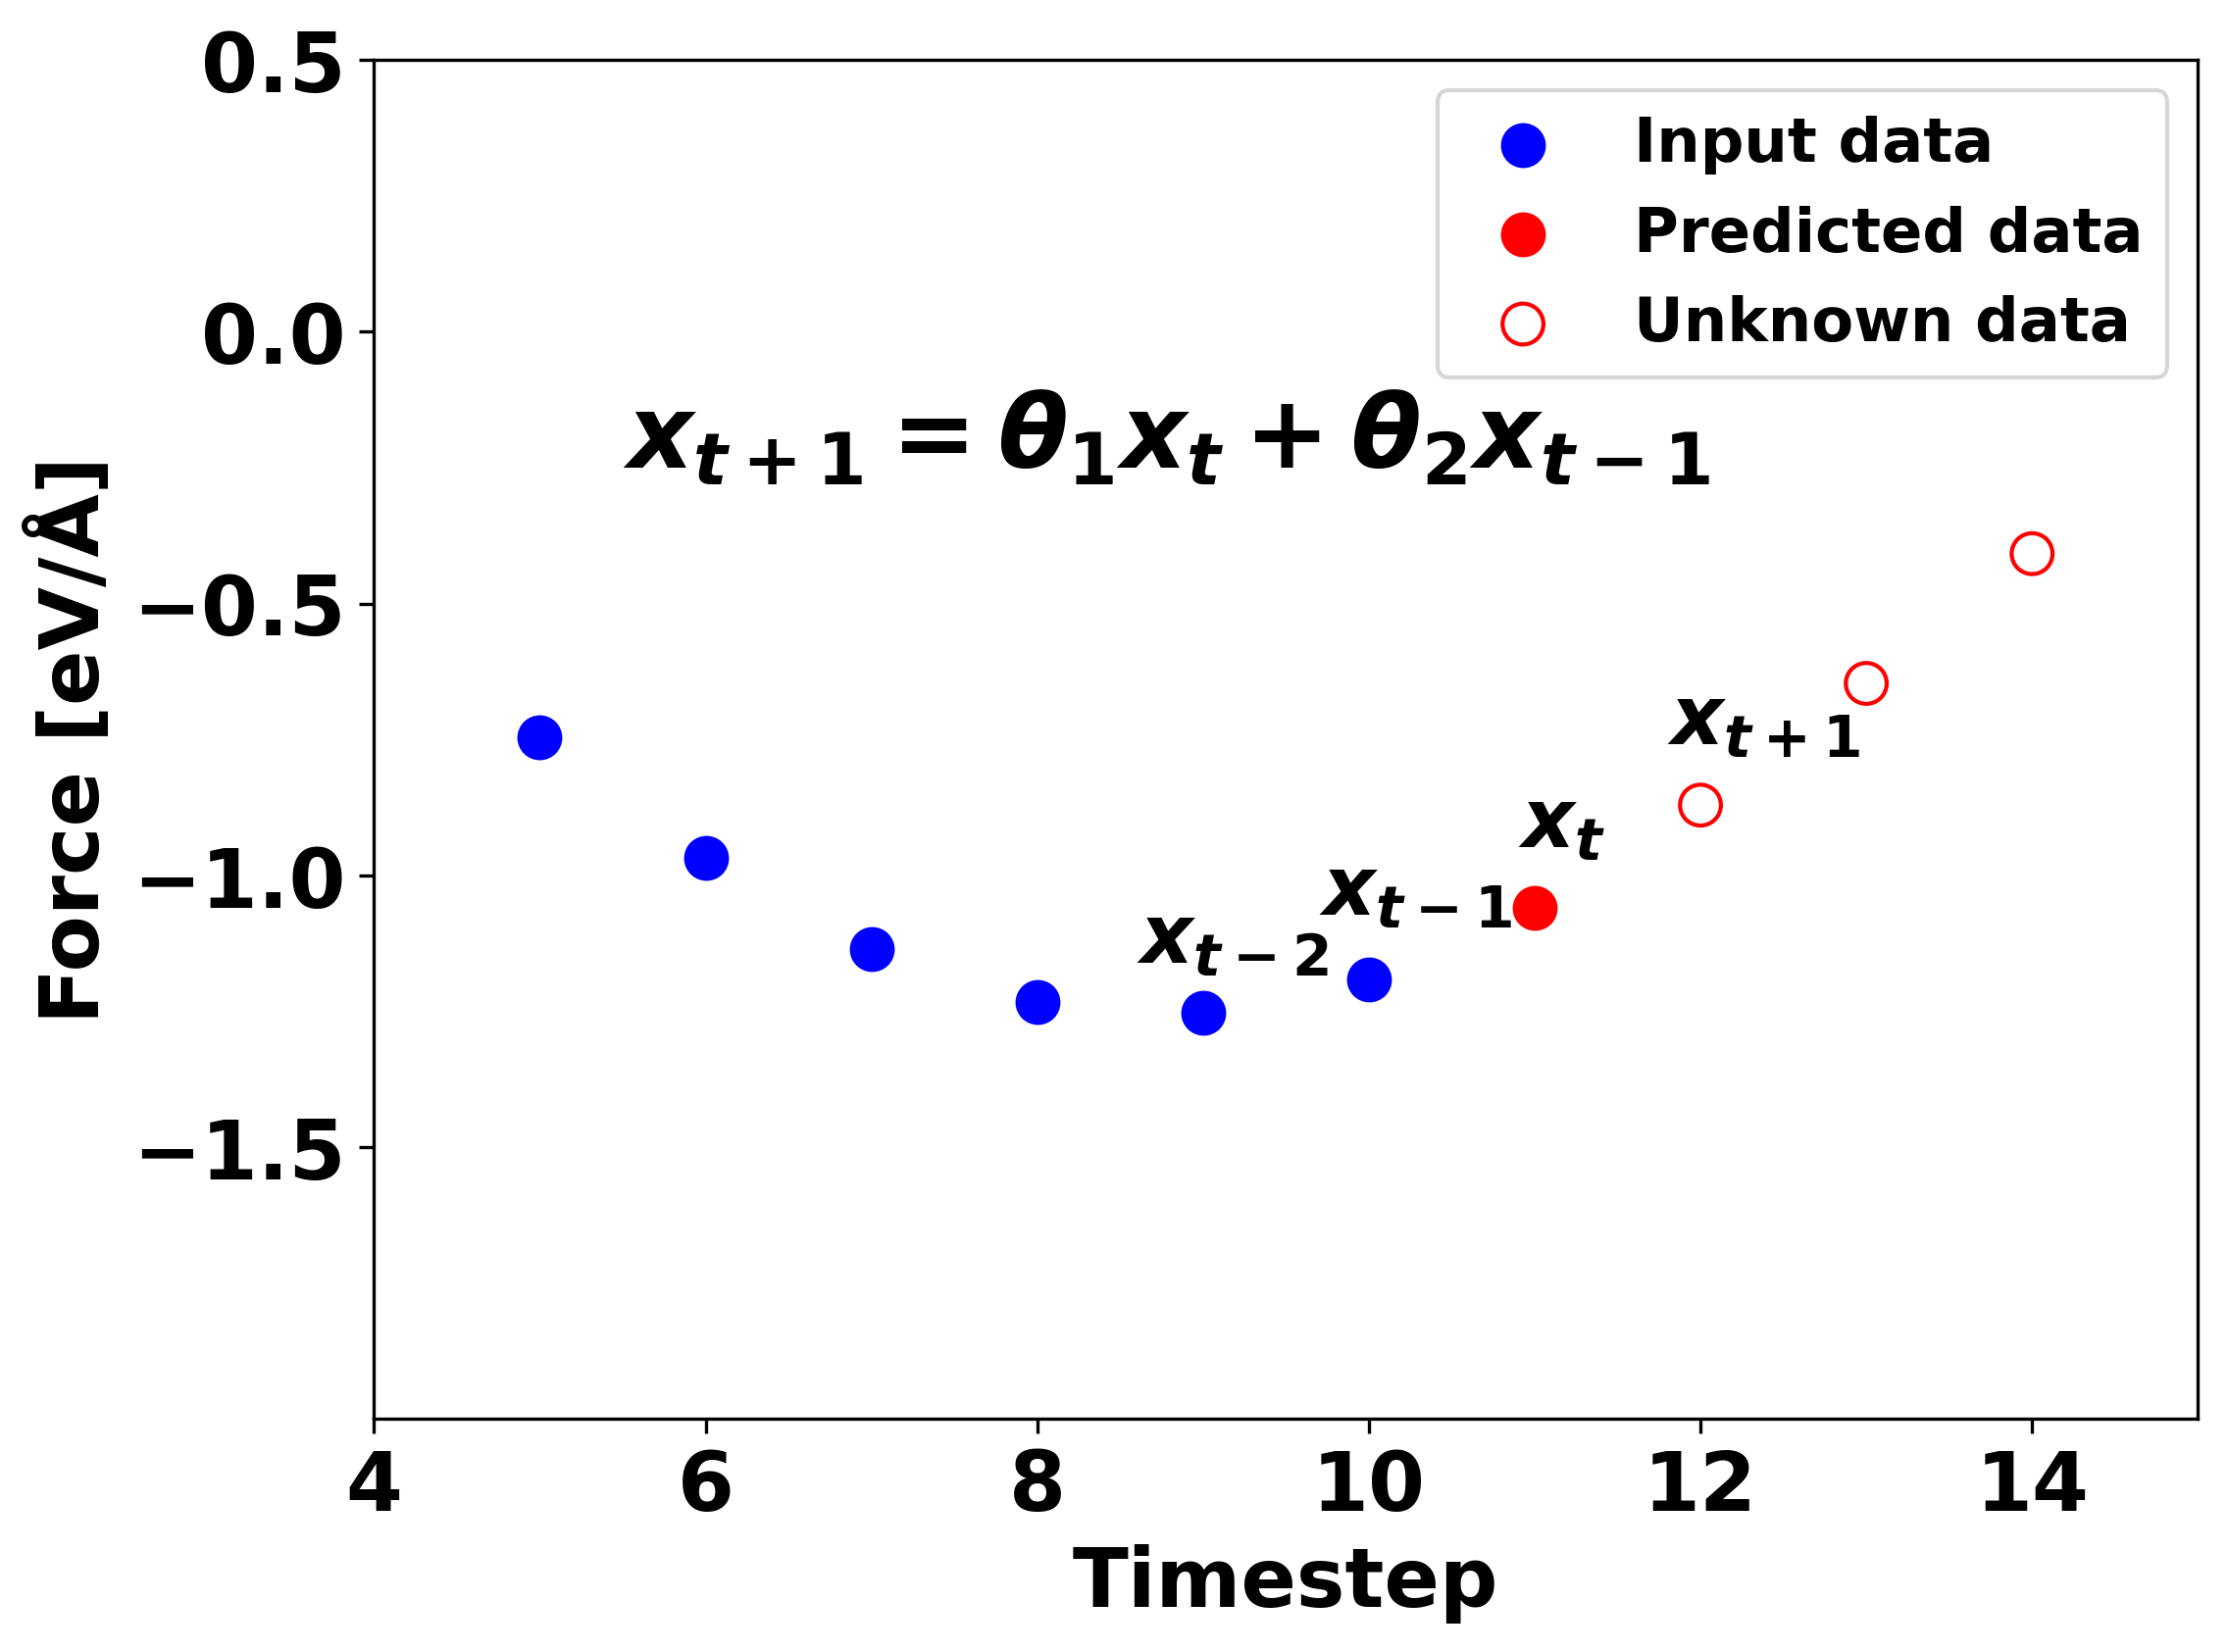 0.5
0.0
−0.5
−1.0
−1.5
Force [eV/Å]
Input data
Predicted data
Unknown data
x_{t+1} = θ_1 x_t + θ_2 x_{t−1}
x_{t+1}
x_t
x_{t−1}
x_{t−2}
4 6 8 10 12 14
Timestep